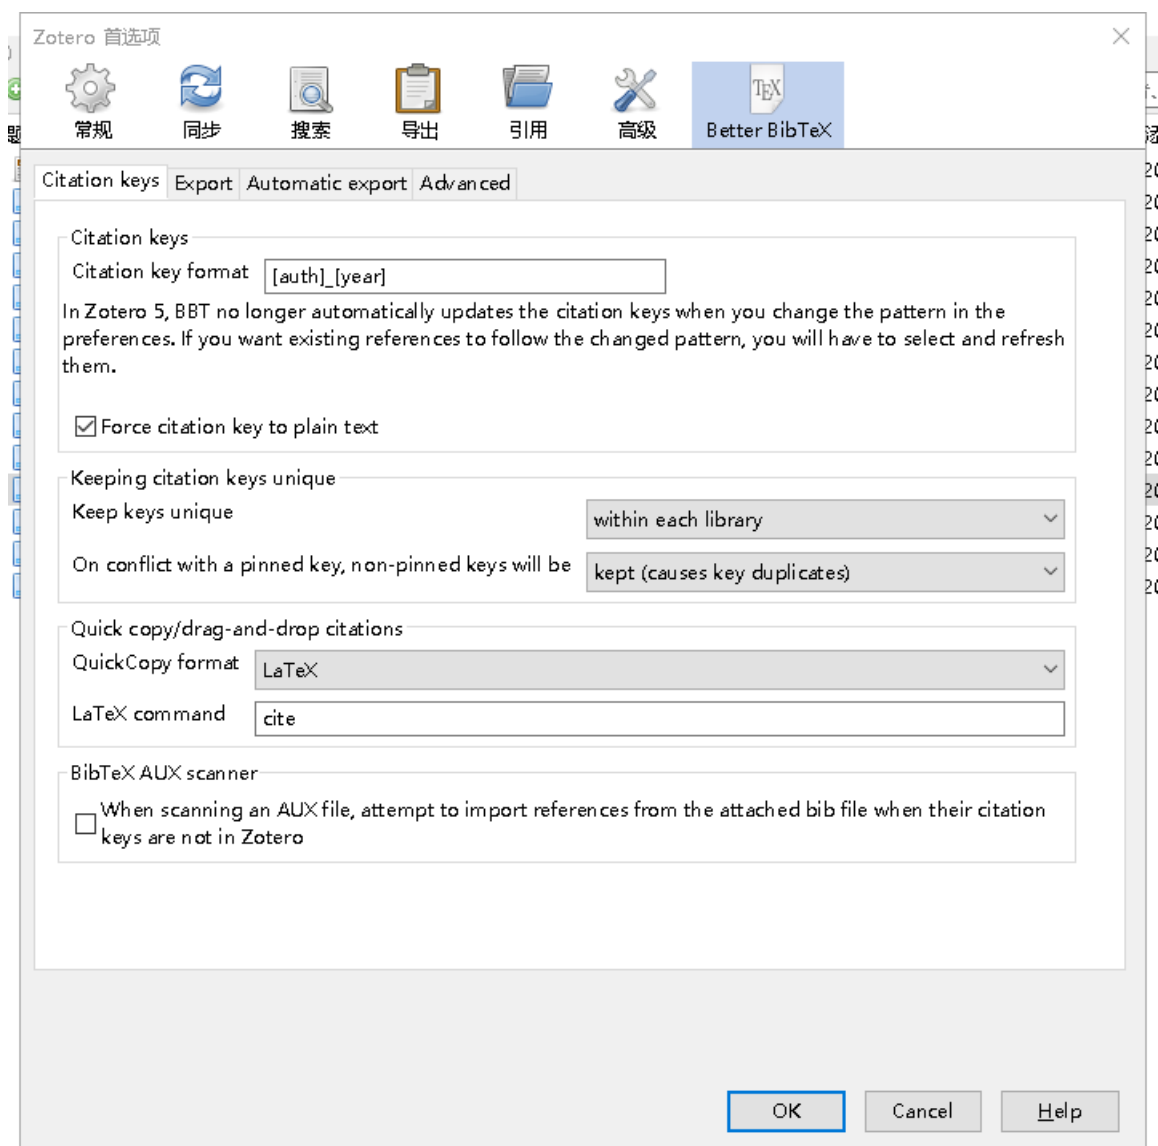 Zotero 首选项
常规 同步 搜索 导出 引用 高级 Better BibTeX
Citation keys Export Automatic export Advanced
Citation keys
Citation key format [auth]_[year]
In Zotero 5, BBT no longer automatically updates the citation keys when you change the pattern in the
preferences. If you want existing references to follow the changed pattern, you will have to select and refresh
them.
Force citation key to plain text
Keeping citation keys unique
Keep keys unique within each library
On conflict with a pinned key, non-pinned keys will be kept (causes key duplicates)
Quick copy/drag-and-drop citations
QuickCopy format LaTeX
LaTeX command cite
BibTeX AUX scanner
When scanning an AUX file, attempt to import references from the attached bib file when their citation
keys are not in Zotero
OK Cancel Help